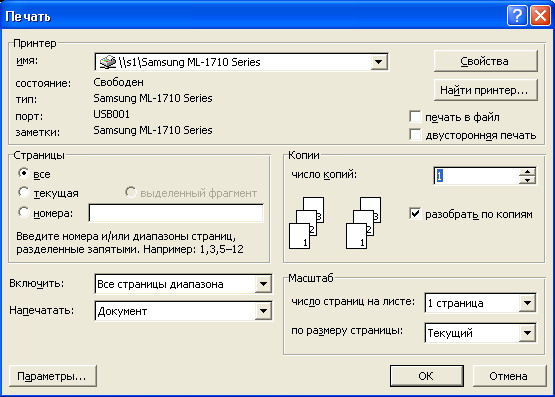 Печать
Принтер
имя: \\s1\Samsung ML-1710 Series
Свойства
состояние: Свободен
тип: Samsung ML-1710 Series
Найти принтер...
порт: USB001
печать в файл
заметки: Samsung ML-1710 Series
двусторонняя печать
Страницы
все
текущая выделенный фрагмент
номера:
Введите номера и/или диапазоны страниц,
разделенные запятыми. Например: 1,3,5–12
Копии
число копий: 1
3 3
2 2
1 1
разобрать по копиям
Включить: Все страницы диапазона
Напечатать: Документ
Масштаб
число страниц на листе: 1 страница
по размеру страницы: Текущий
Параметры...
ОК
Отмена